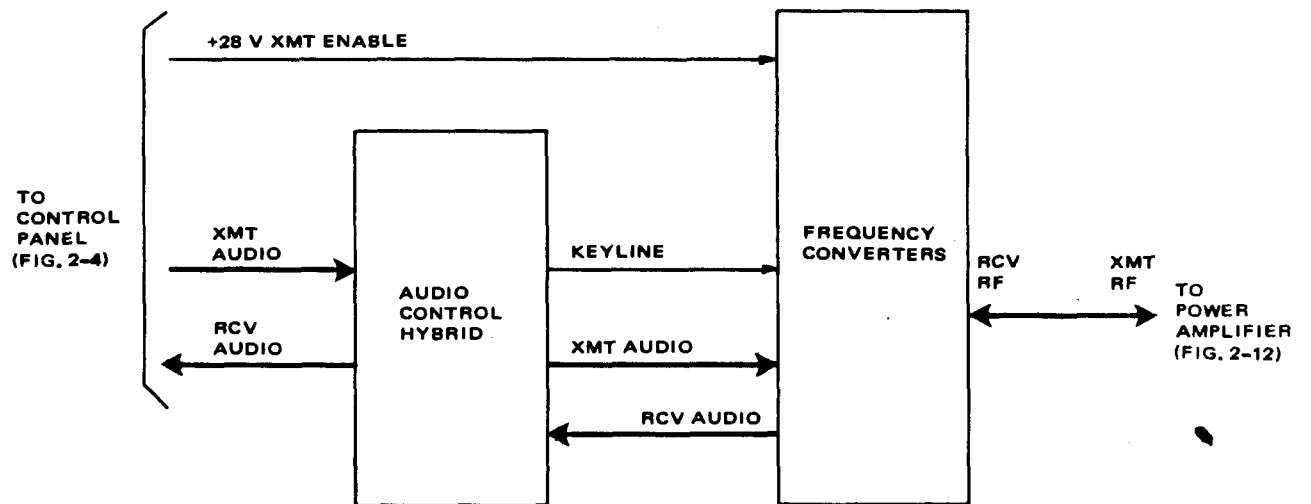 +28 V XMT ENABLE
TO
CONTROL
PANEL
(FIG. 2-4)
XMT
AUDIO
RCV
AUDIO
AUDIO
CONTROL
HYBRID
KEYLINE
XMT AUDIO
RCV AUDIO
FREQUENCY
CONVERTERS
RCV
RF
XMT
RF
TO
POWER
AMPLIFIER
(FIG. 2-12)